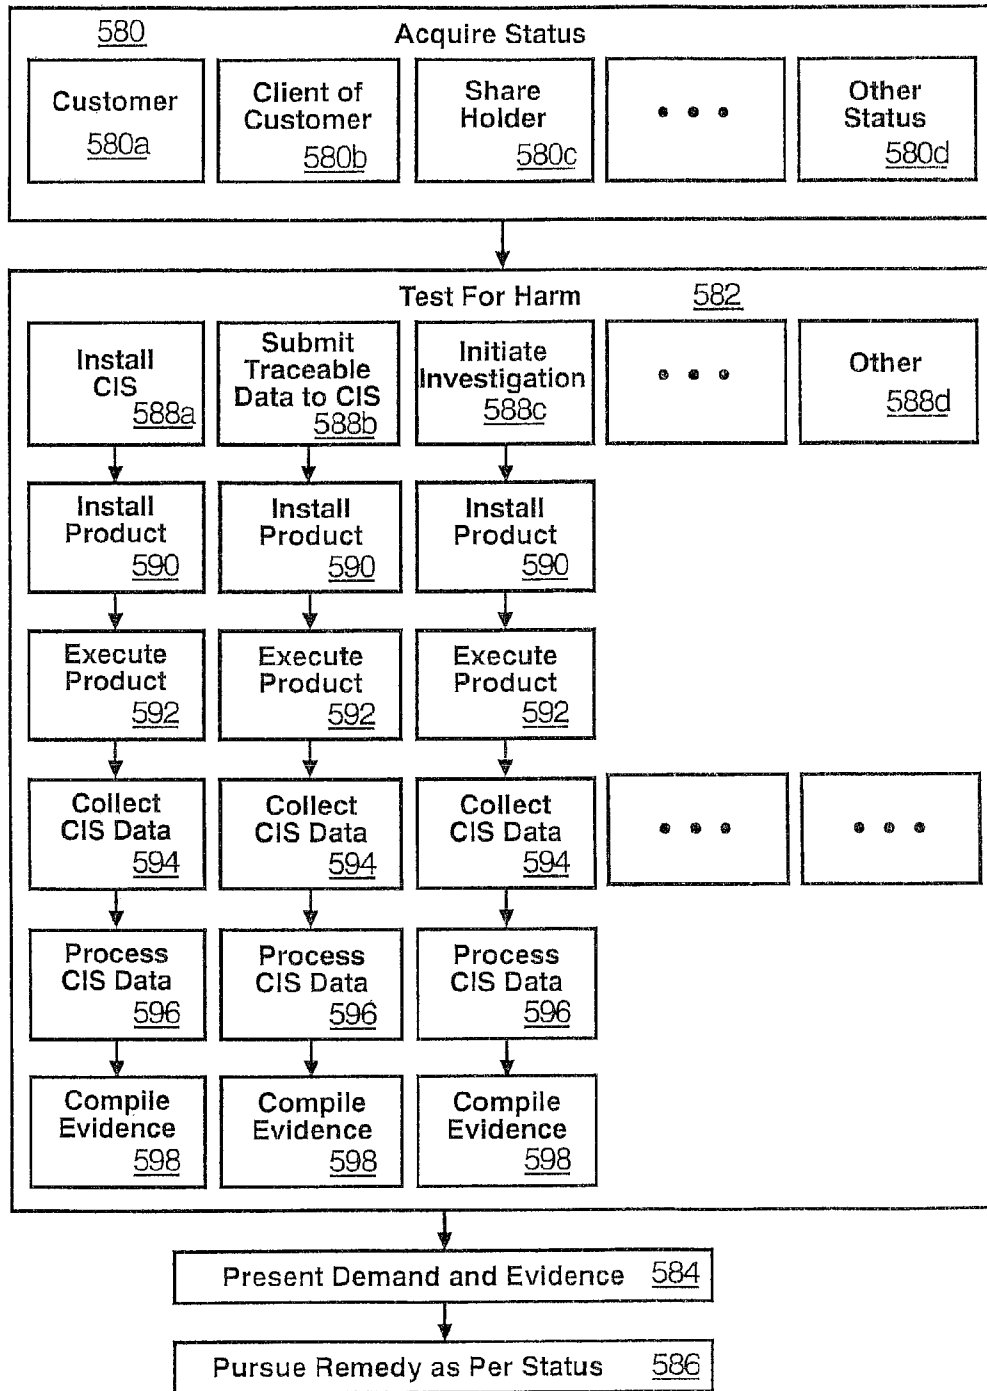 580 Acquire Status
Customer
580a
Client of
Customer
580b
Share
Holder
580c
• • •
Other
Status
580d
Test For Harm 582
Install
CIS
588a
Submit
Traceable
Data to CIS
588b
Initiate
Investigation
588c
• • •
Other
588d
Install
Product
590
Install
Product
590
Install
Product
590
Execute
Product
592
Execute
Product
592
Execute
Product
592
Collect
CIS Data
594
Collect
CIS Data
594
Collect
CIS Data
594
• • •
• • •
Process
CIS Data
596
Process
CIS Data
596
Process
CIS Data
596
Compile
Evidence
598
Compile
Evidence
598
Compile
Evidence
598
Present Demand and Evidence 584
Pursue Remedy as Per Status 586